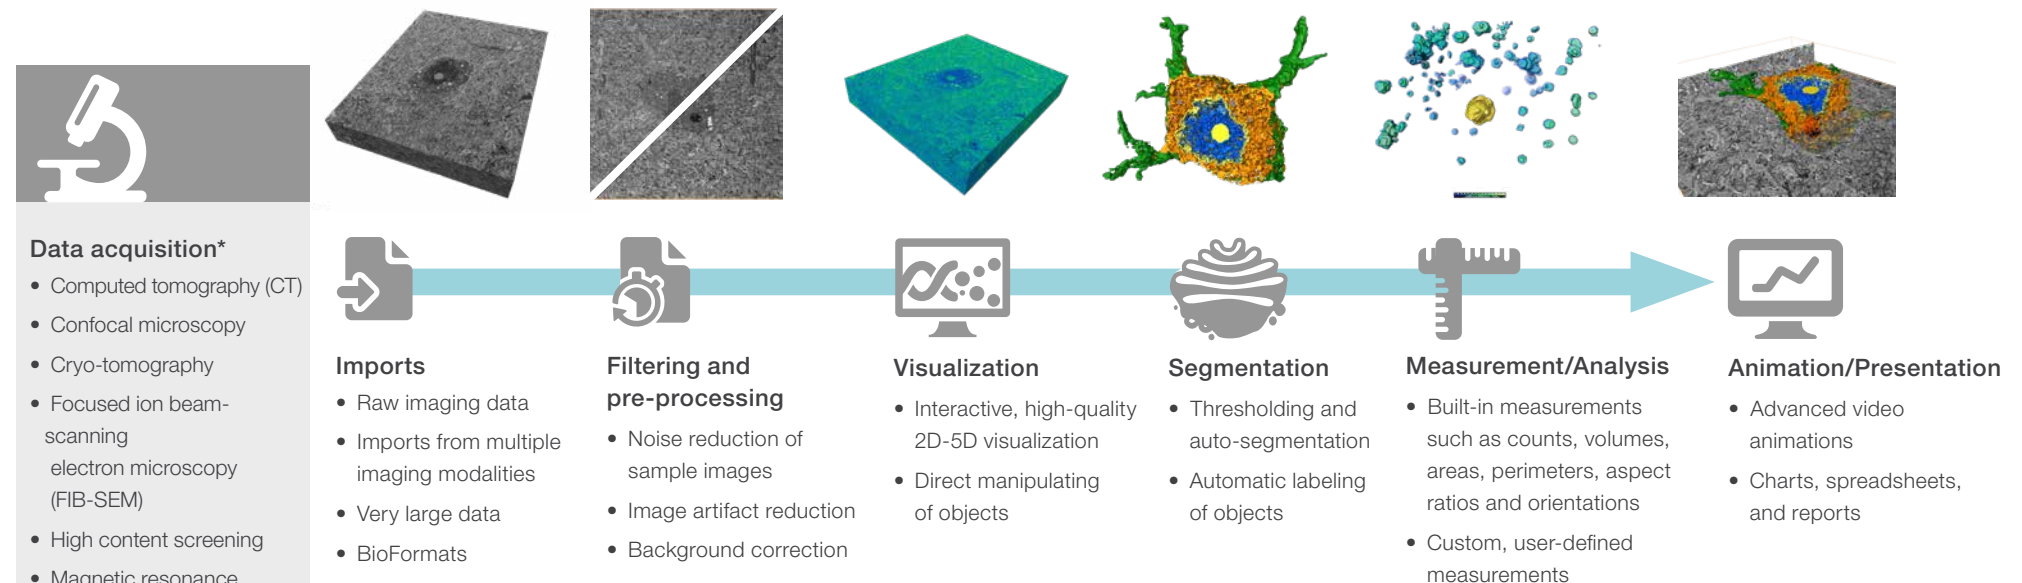 Data acquisition*
• Computed tomography (CT)
• Confocal microscopy
• Cryo-tomography
• Focused ion beam-
scanning
electron microscopy
(FIB-SEM)
• High content screening
• Magnetic resonance
Imports
• Raw imaging data
• Imports from multiple
imaging modalities
• Very large data
• BioFormats
Filtering and
pre-processing
• Noise reduction of
sample images
• Image artifact reduction
• Background correction
Visualization
• Interactive, high-quality
2D-5D visualization
• Direct manipulating
of objects
Segmentation
• Thresholding and
auto-segmentation
• Automatic labeling
of objects
Measurement/Analysis
• Built-in measurements
such as counts, volumes,
areas, perimeters, aspect
ratios and orientations
• Custom, user-defined
measurements
Animation/Presentation
• Advanced video
animations
• Charts, spreadsheets,
and reports